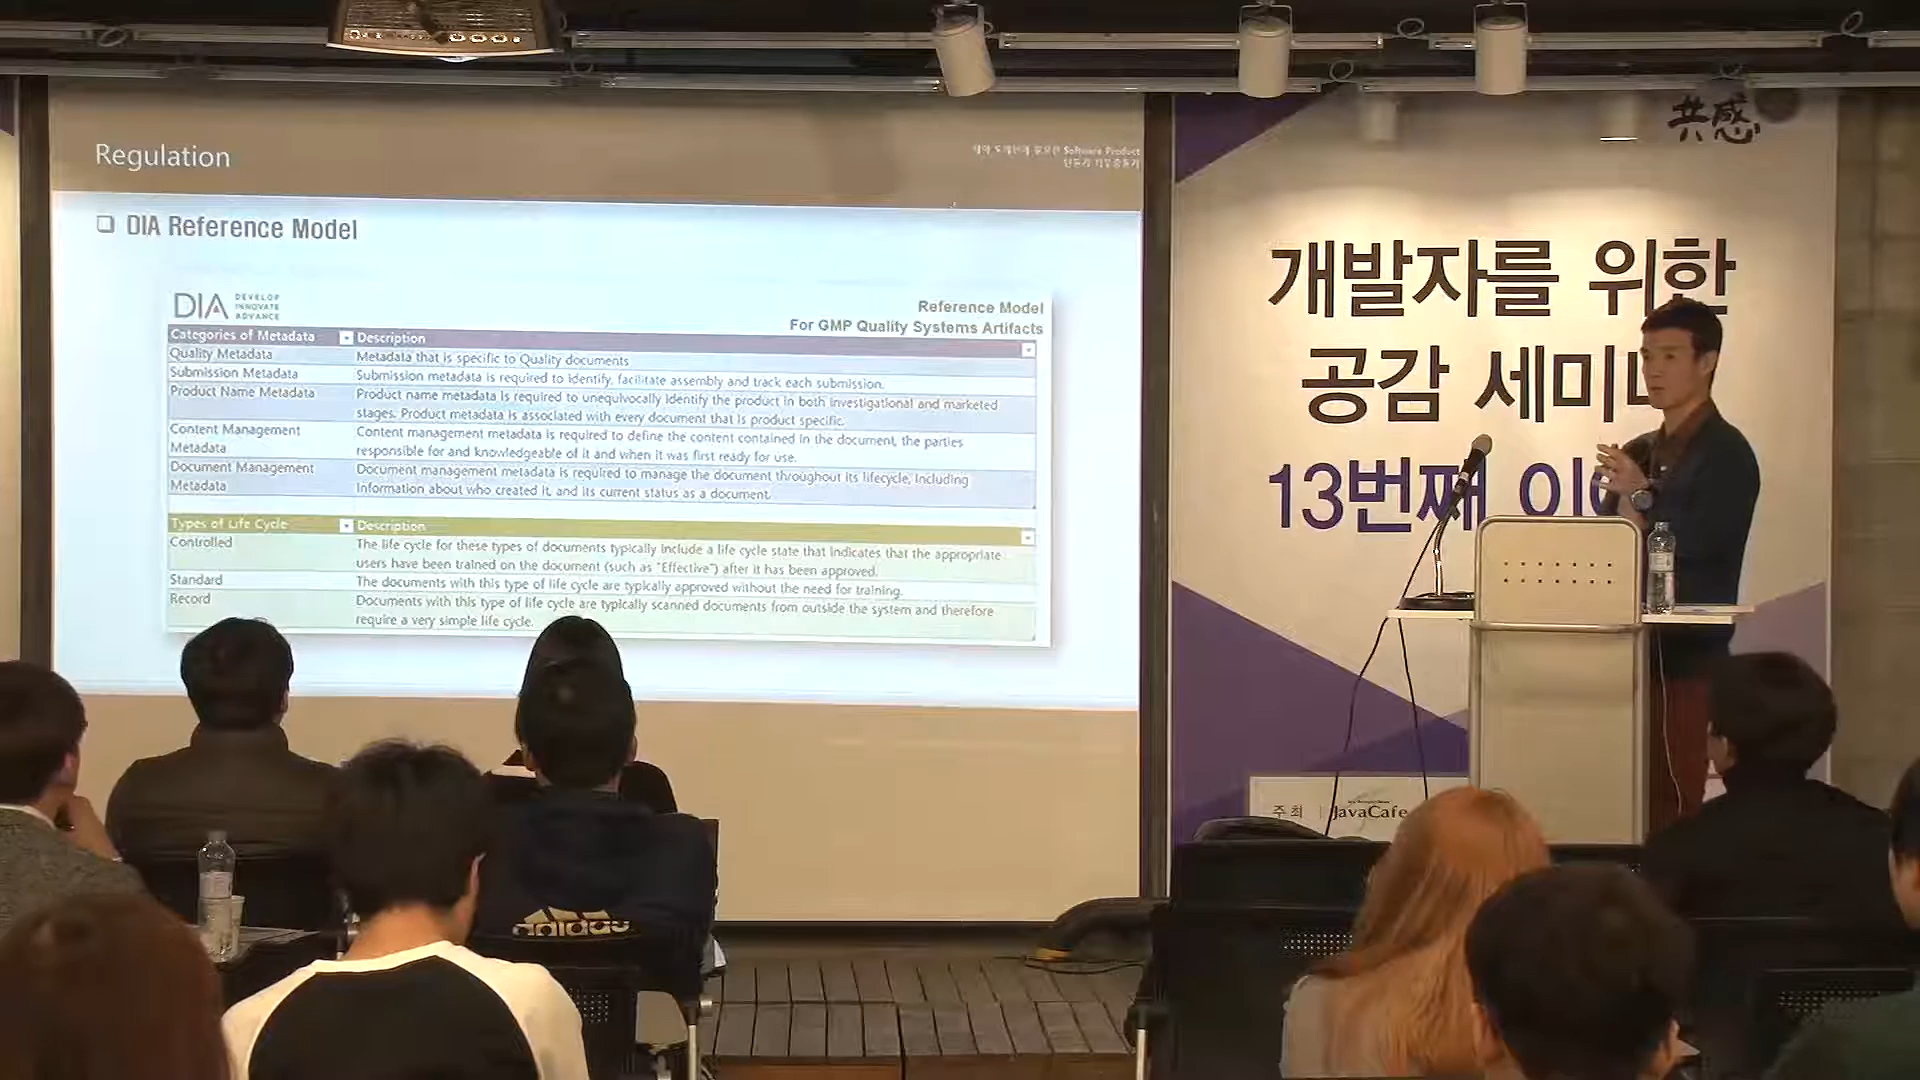 Regulation
Software Product
DIA Reference Model
DIA DEVELOP
INNOVATE
ADVANCE
Reference Model
For GMP Quality Systems Artifacts
Categories of Metadata Description
Quality Metadata Metadata that is specific to Quality documents
Submission Metadata Submission metadata is required to identify, facilitate assembly and track each submission.
Product Name Metadata Product name metadata is required to unequivocally identify the product in both investigational and marketed
stages. Product metadata is associated with every document that is product specific.
Content Management Content management metadata is required to define the content contained in the document, the parties
Metadata responsible for and knowledgeable of it and when it was first ready for use.
Document Management Document management metadata is required to manage the document throughout its lifecycle, including
Metadata information about who created it, and its current status as a document.
Types of Life Cycle Description
Controlled The life cycle for these types of documents typically include a life cycle state that indicates that the appropriate
users have been trained on the document (such as "Effective") after it has been approved.
Standard The documents with this type of life cycle are typically approved without the need for training.
Record Documents with this type of life cycle are typically scanned documents from outside the system and therefore
require a very simple life cycle.
共感
개발자를 위한
공감 세미
13번째 이
주최 | JavaCafe
adidas